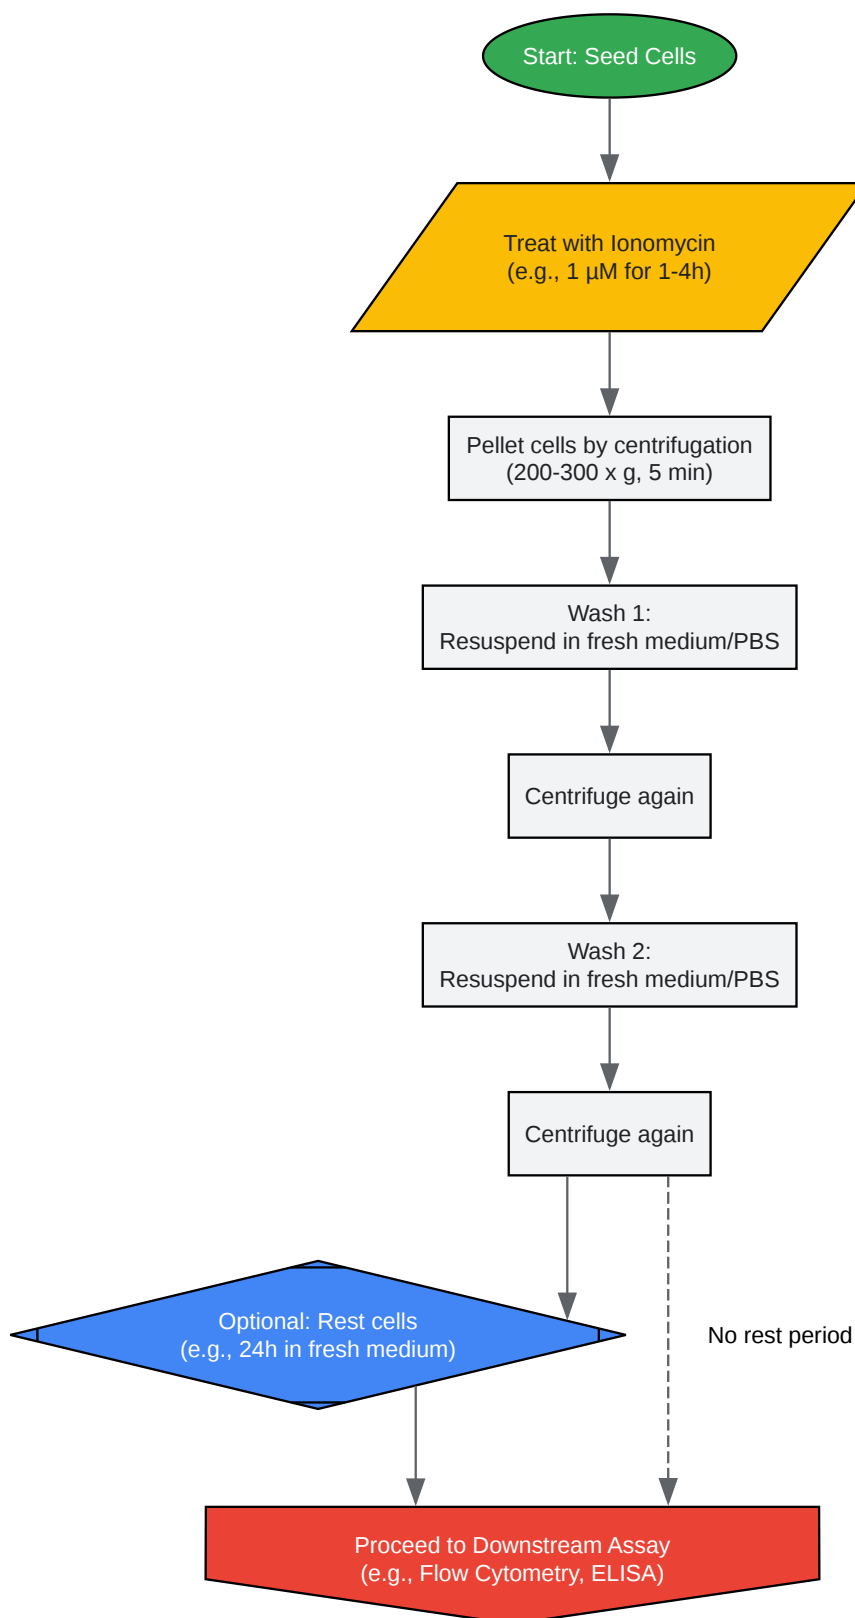 Start: Seed Cells
Treat with Ionomycin
(e.g., 1 µM for 1-4h)
Pellet cells by centrifugation
(200-300 x g, 5 min)
Wash 1:
Resuspend in fresh medium/PBS
Centrifuge again
Wash 2:
Resuspend in fresh medium/PBS
Centrifuge again
Optional: Rest cells
(e.g., 24h in fresh medium)
No rest period
Proceed to Downstream Assay
(e.g., Flow Cytometry, ELISA)